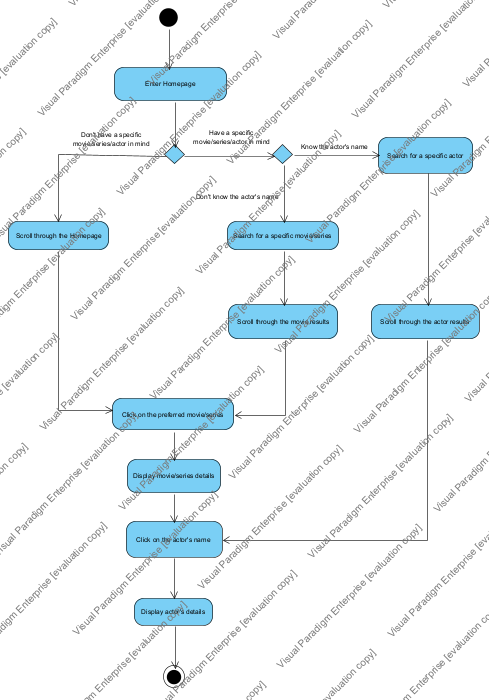 Enter Homepage
Don't have a specific
movie/series/actor in mind
Have a specific
movie/series/actor in mind
Know the actor's name
Search for a specific actor
Don't know the actor's name
Scroll through the Homepage
Search for a specific movie/series
Scroll through the movie results
Scroll through the actor results
Click on the preferred movie/series
Display movie/series details
Click on the actor's name
Display actor's details
Visual Paradigm Enterprise [evaluation copy]